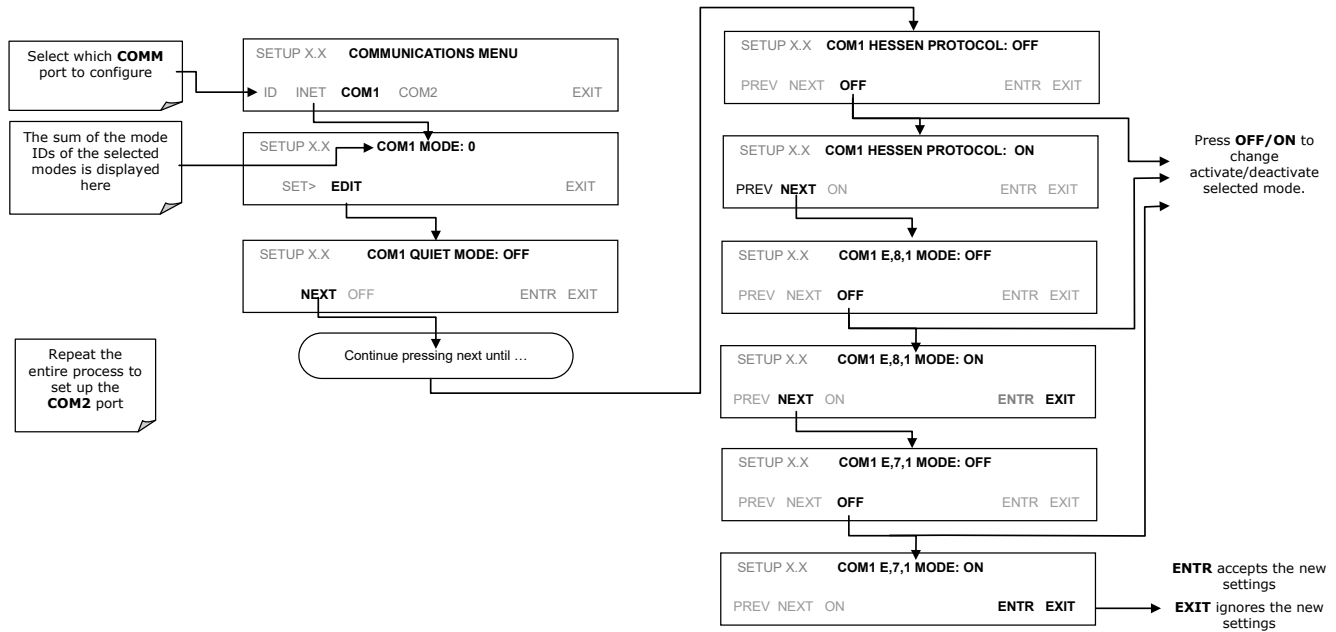 Select which COMM
port to configure
SETUP X.X COMMUNICATIONS MENU
ID INET COM1 COM2 EXIT
The sum of the mode
IDs of the selected
modes is displayed
here
SETUP X.X COM1 MODE: 0
SET> EDIT EXIT
SETUP X.X COM1 QUIET MODE: OFF
NEXT OFF ENTR EXIT
Continue pressing next until …
Repeat the
entire process to
set up the
COM2 port
SETUP X.X COM1 HESSEN PROTOCOL: OFF
PREV NEXT OFF ENTR EXIT
SETUP X.X COM1 HESSEN PROTOCOL: ON
PREV NEXT ON ENTR EXIT
SETUP X.X COM1 E,8,1 MODE: OFF
PREV NEXT OFF ENTR EXIT
SETUP X.X COM1 E,8,1 MODE: ON
PREV NEXT ON ENTR EXIT
SETUP X.X COM1 E,7,1 MODE: OFF
PREV NEXT OFF ENTR EXIT
SETUP X.X COM1 E,7,1 MODE: ON
PREV NEXT ON ENTR EXIT
Press OFF/ON to
change
activate/deactivate
selected mode.
ENTR accepts the new
settings
EXIT ignores the new
settings